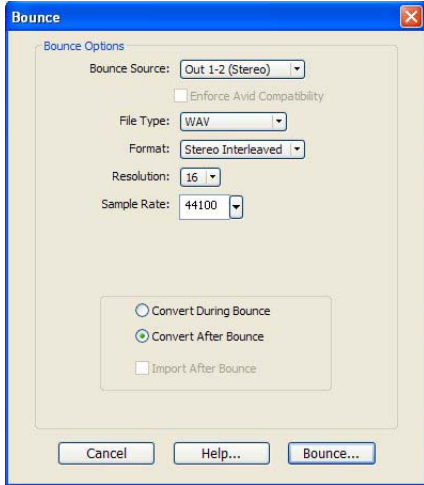 Bounce
Bounce Options
Bounce Source: Out 1-2 (Stereo)
Enforce Avid Compatibility
File Type: WAV
Format: Stereo Interleaved
Resolution: 16
Sample Rate: 44100
Convert During Bounce
Convert After Bounce
Import After Bounce
Cancel Help... Bounce...